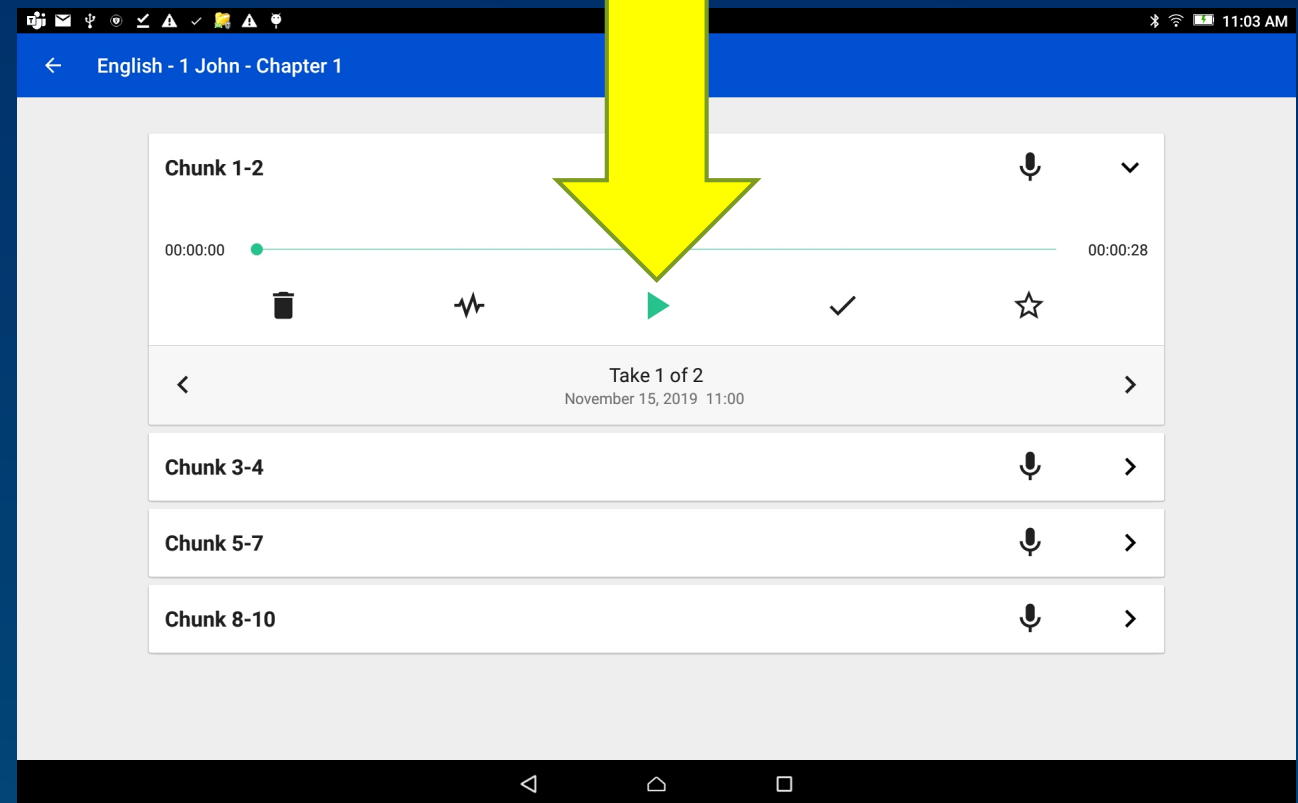 11:03 AM
English - 1 John - Chapter 1
Chunk 1-2
00:00:00 00:00:28
Take 1 of 2
November 15, 2019 11:00
Chunk 3-4
Chunk 5-7
Chunk 8-10